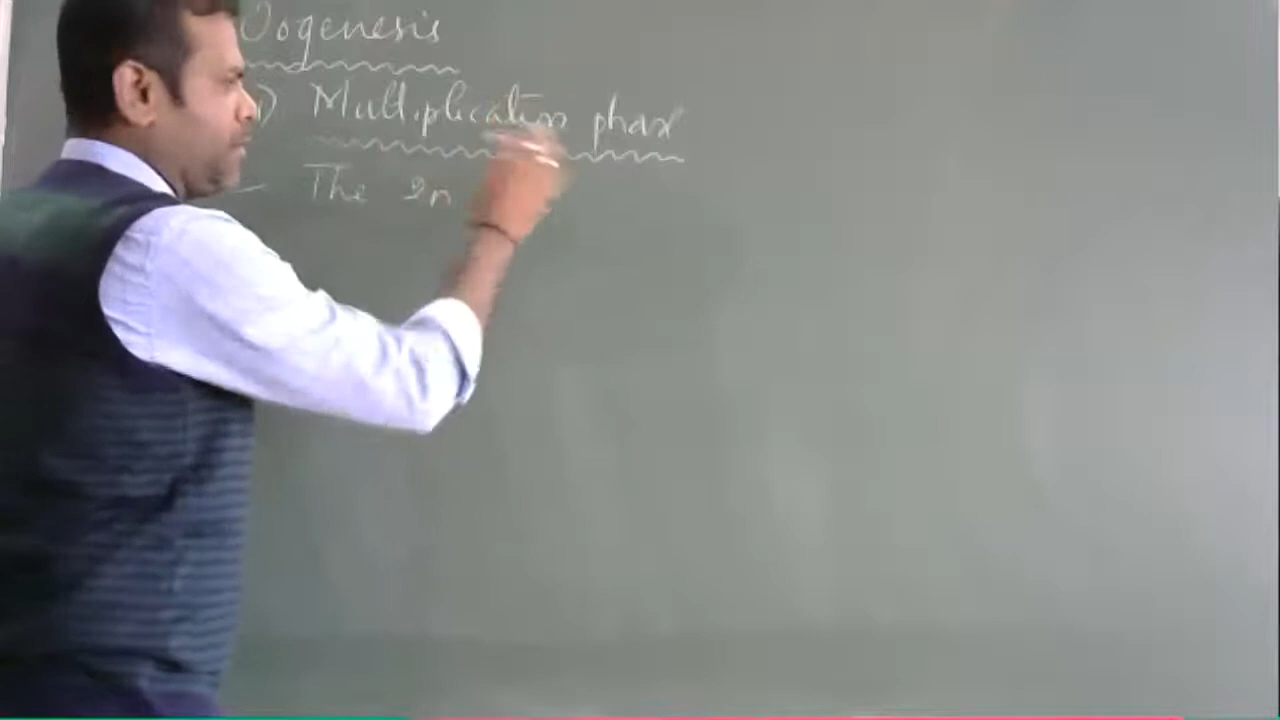 Oogenesis
i) Multiplication phase
— The 2n